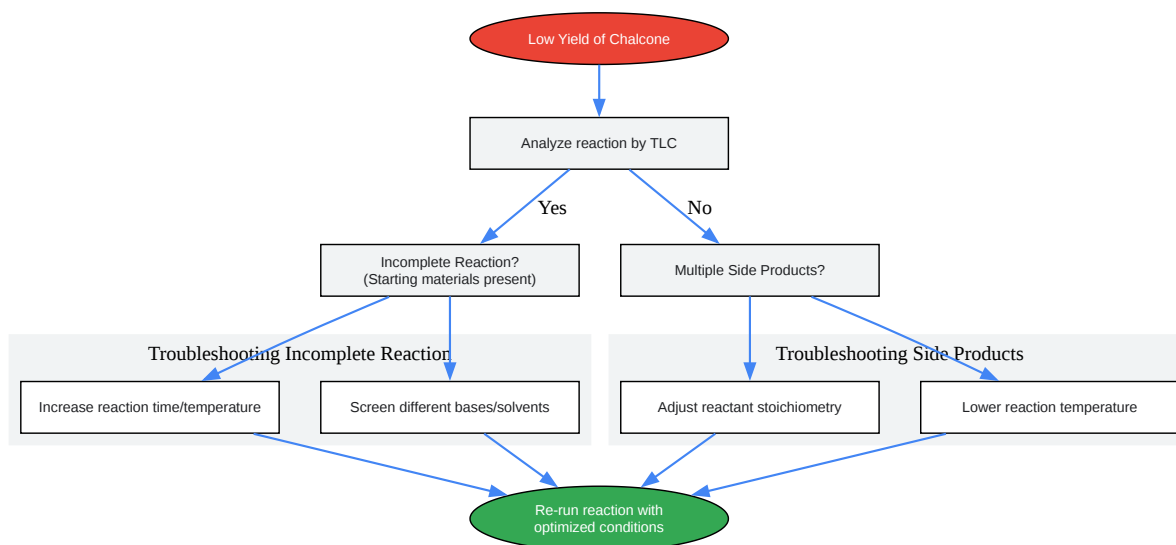 Low Yield of Chalcone
Analyze reaction by TLC
Yes
No
Incomplete Reaction?
(Starting materials present)
Multiple Side Products?
Troubleshooting Incomplete Reaction
Troubleshooting Side Products
Increase reaction time/temperature
Screen different bases/solvents
Adjust reactant stoichiometry
Lower reaction temperature
Re-run reaction with
optimized conditions